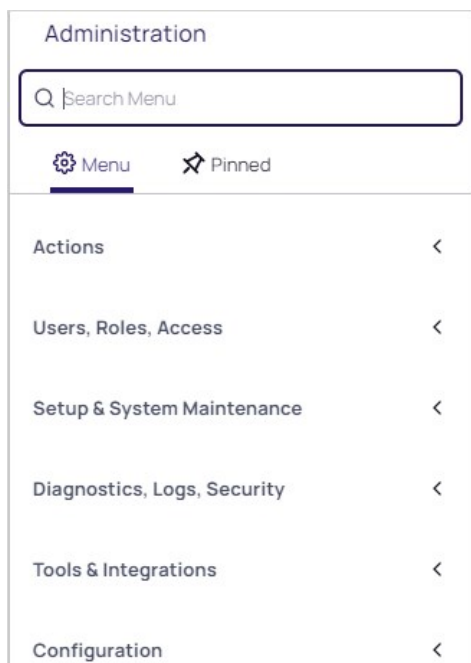 Administration
Search Menu
Menu Pinned
Actions
Users, Roles, Access
Setup & System Maintenance
Diagnostics, Logs, Security
Tools & Integrations
Configuration